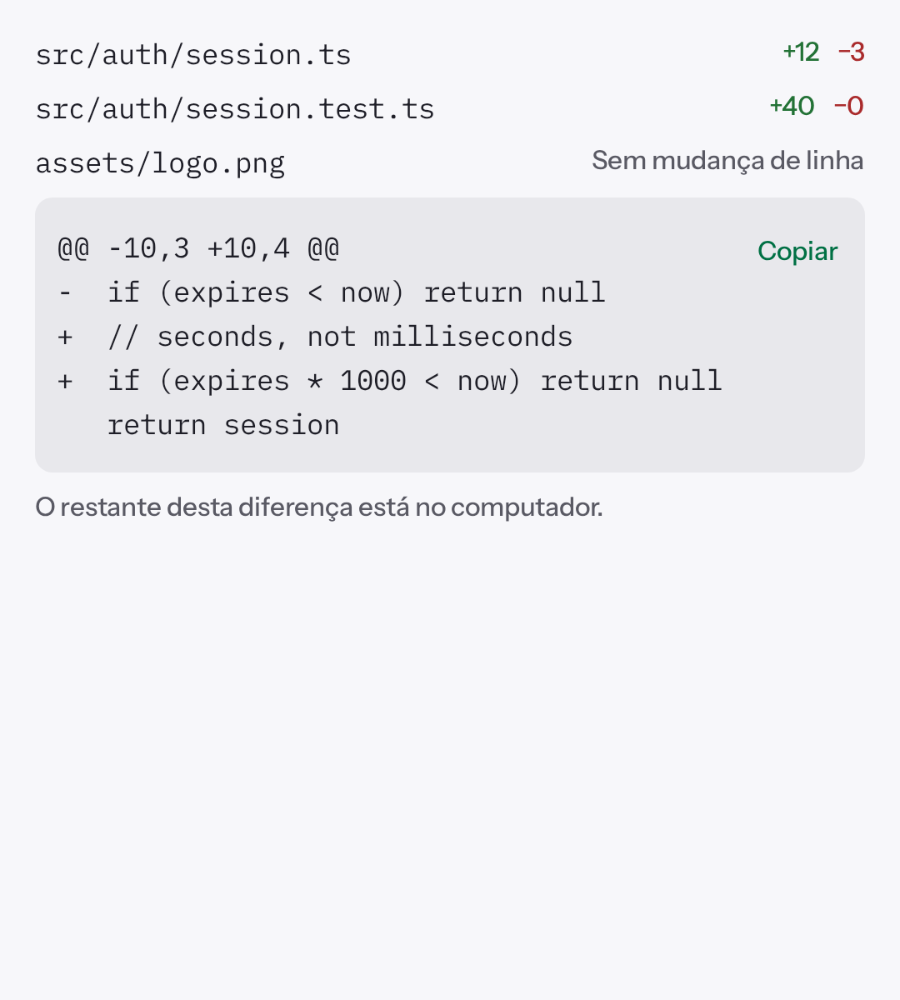 src/auth/session.ts +12 −3
src/auth/session.test.ts +40 −0
assets/logo.png Sem mudança de linha
@@ -10,3 +10,4 @@ Copiar
-  if (expires < now) return null
+  // seconds, not milliseconds
+  if (expires * 1000 < now) return null
   return session
O restante desta diferença está no computador.